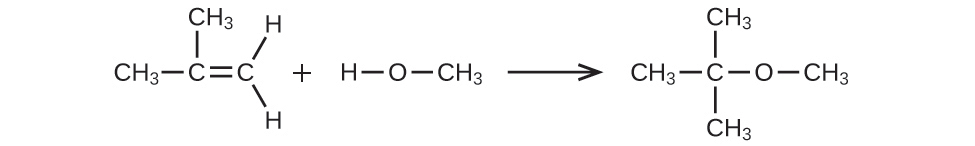 CH₃ H CH₃
CH₃ C C + H O CH₃ CH₃ C O CH₃
H CH₃